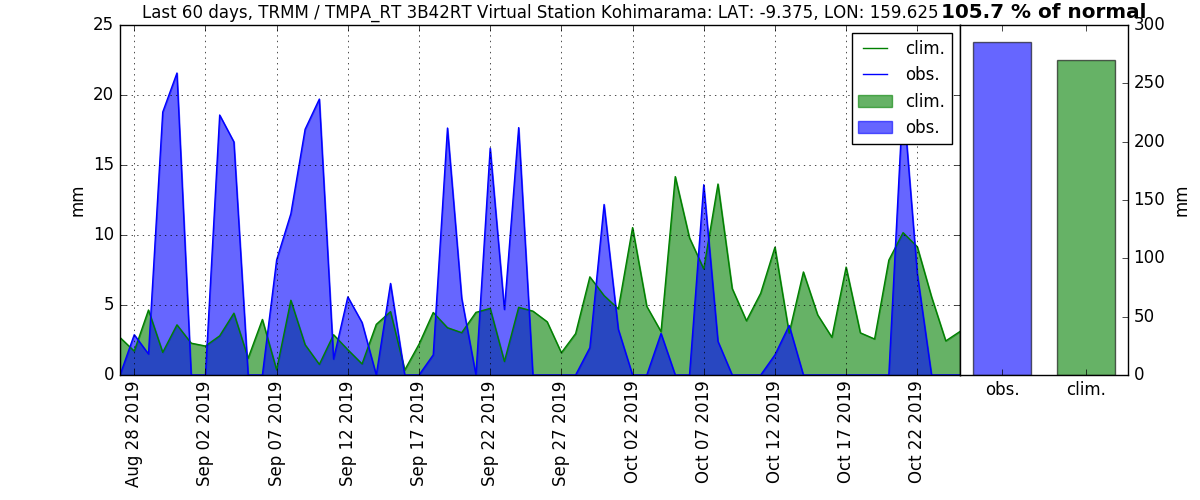 Last 60 days, TRMM / TMPA_RT 3B42RT Virtual Station Kohimarama: LAT: -9.375, LON: 159.625
105.7 % of normal
25
20
15
10
5
0
mm
clim.
obs.
clim.
obs.
Aug 28 2019
Sep 02 2019
Sep 07 2019
Sep 12 2019
Sep 17 2019
Sep 22 2019
Sep 27 2019
Oct 02 2019
Oct 07 2019
Oct 12 2019
Oct 17 2019
Oct 22 2019
300
250
200
150
100
50
0
mm
obs.
clim.